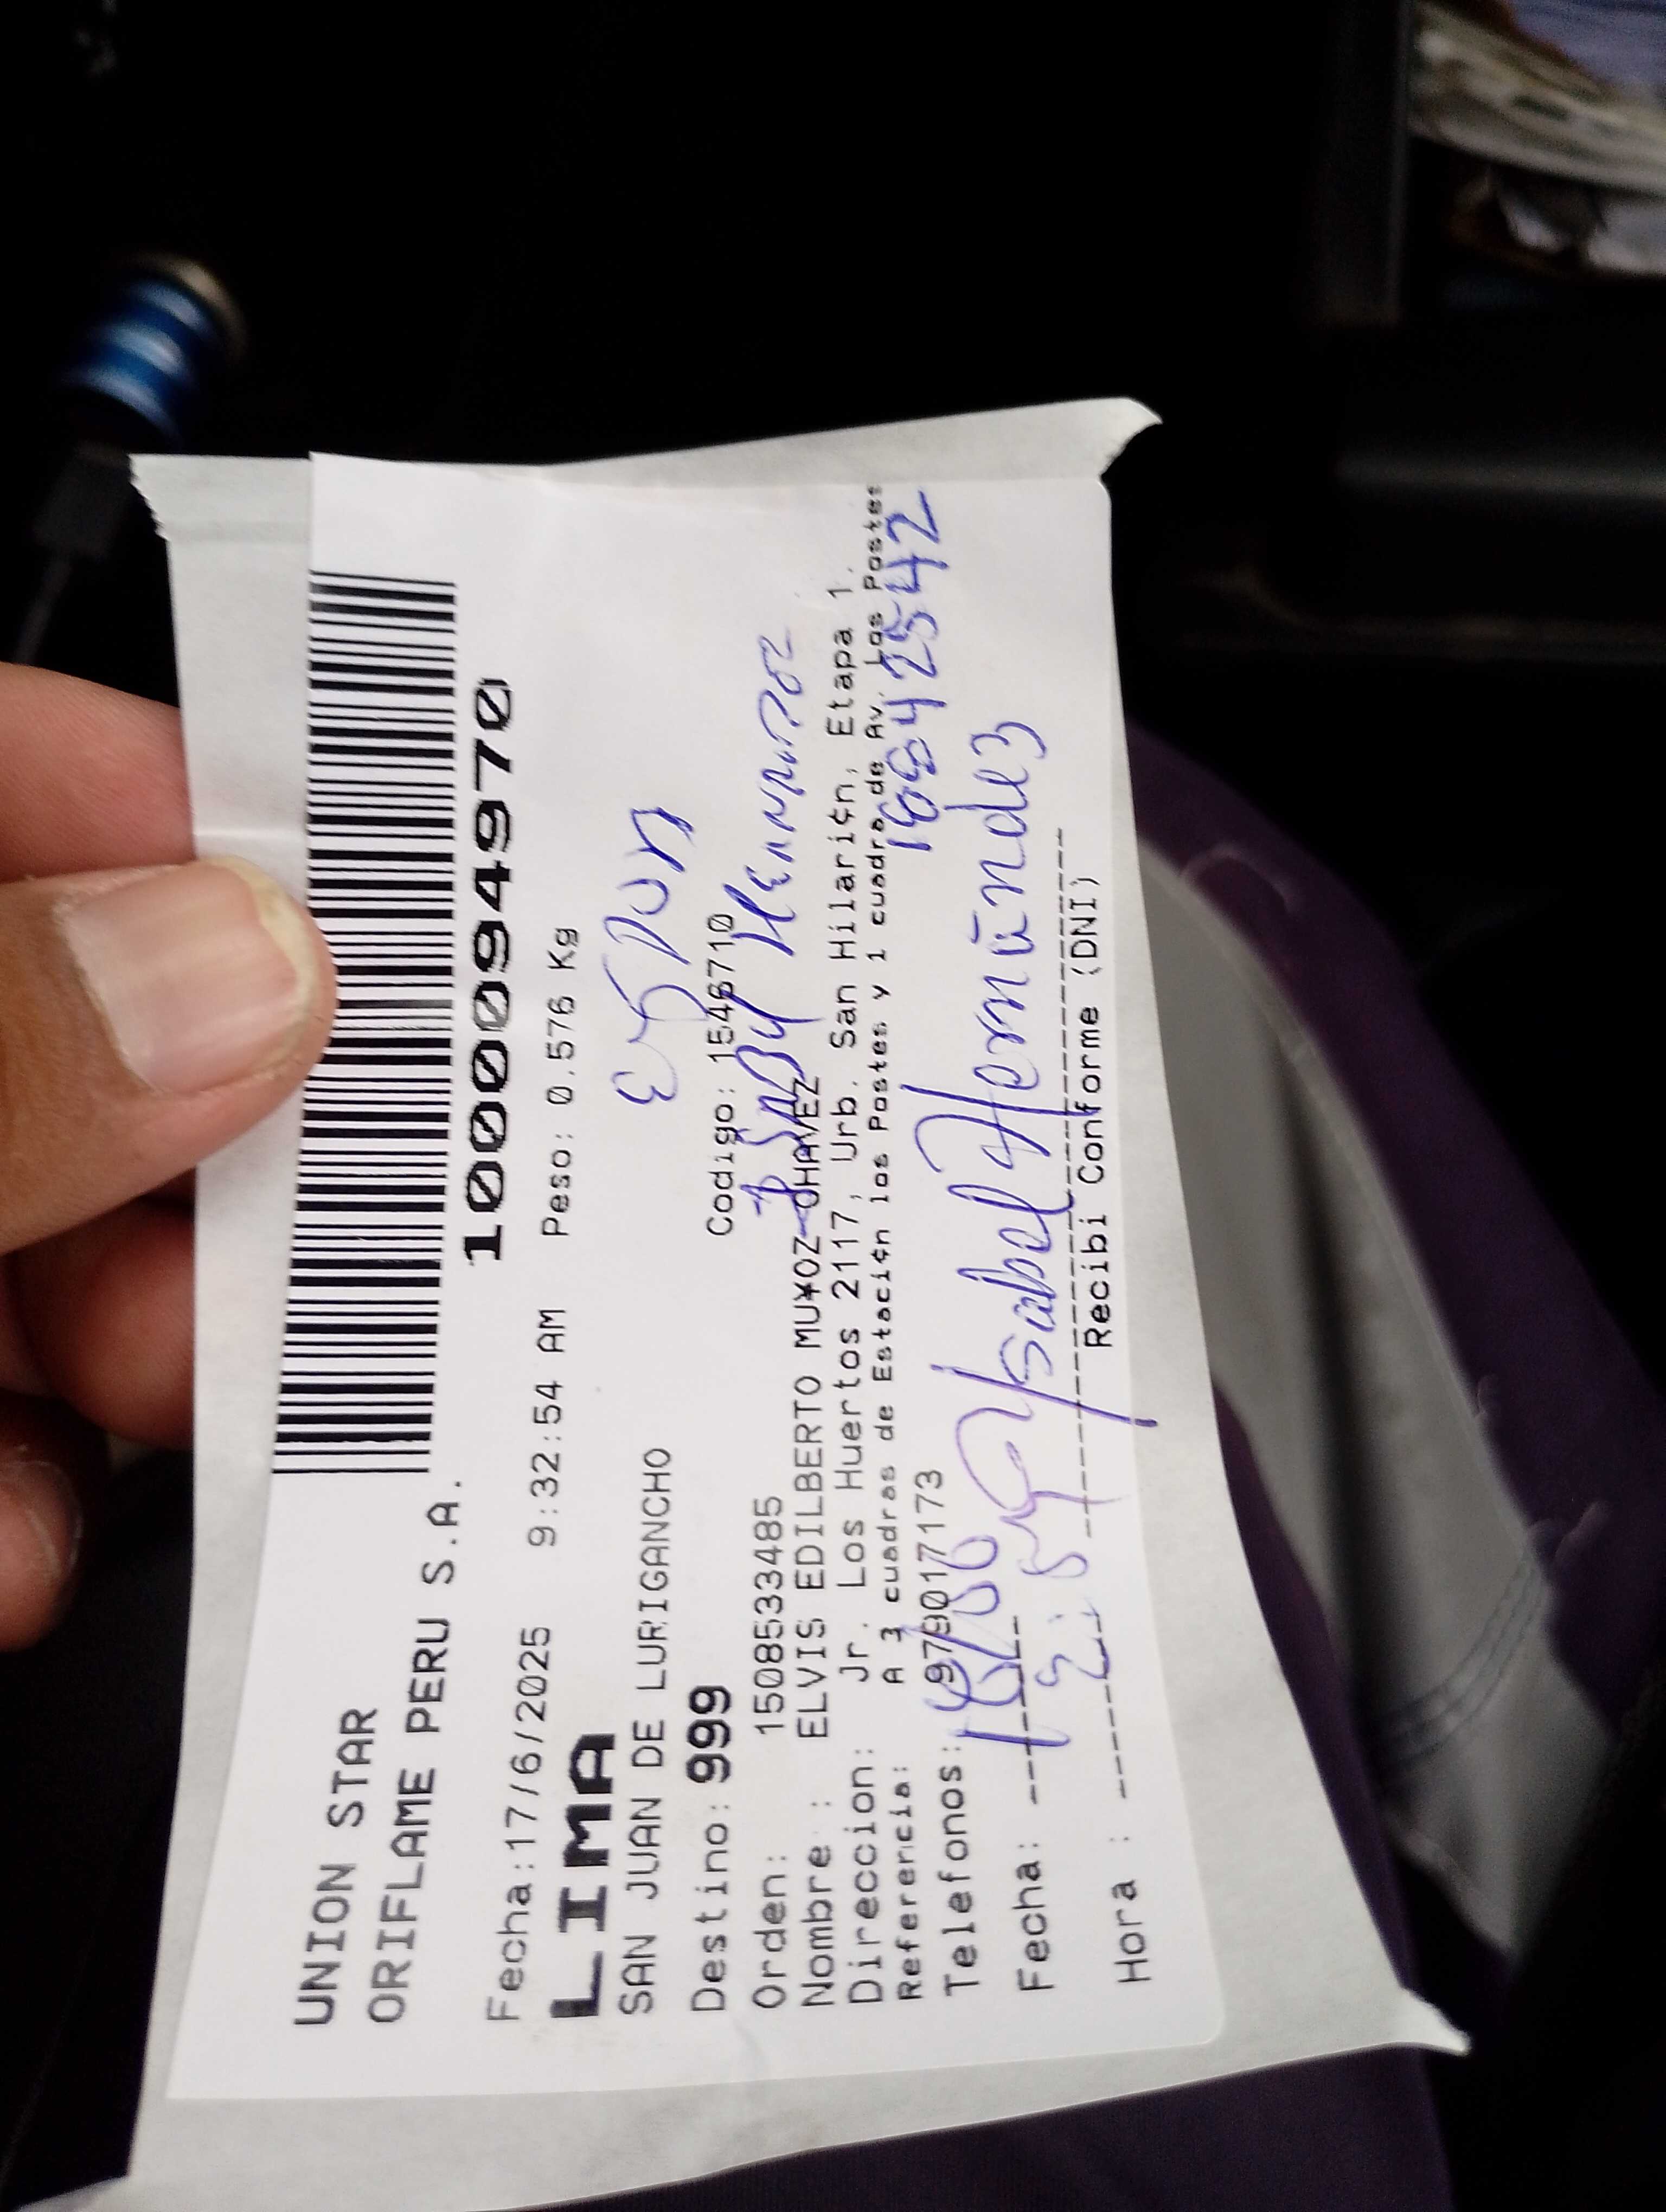 UNION STAR
ORIFLAME PERU S.A.
1000094970
Fecha:17/6/2025 9:32:54 AM Peso: 0.576 Kg
LIMA
SAN JUAN DE LURIGANCHO
Destino: 999 Codigo: 1546710
Orden: 1508533485
Nombre : ELVIS EDILBERTO MU¥OZ CHAVEZ
Direccion: Jr. Los Huertos 2117, Urb. San Hilari¢n, Etapa 1.
Referencia: A 3 cuadras de Estaci¢n los Postes y 1 cuadra de Av. Los Postes
Telefonos: 979017173
Fecha:
Isabel Hernández
Hora :
Recibi Conforme (DNI)